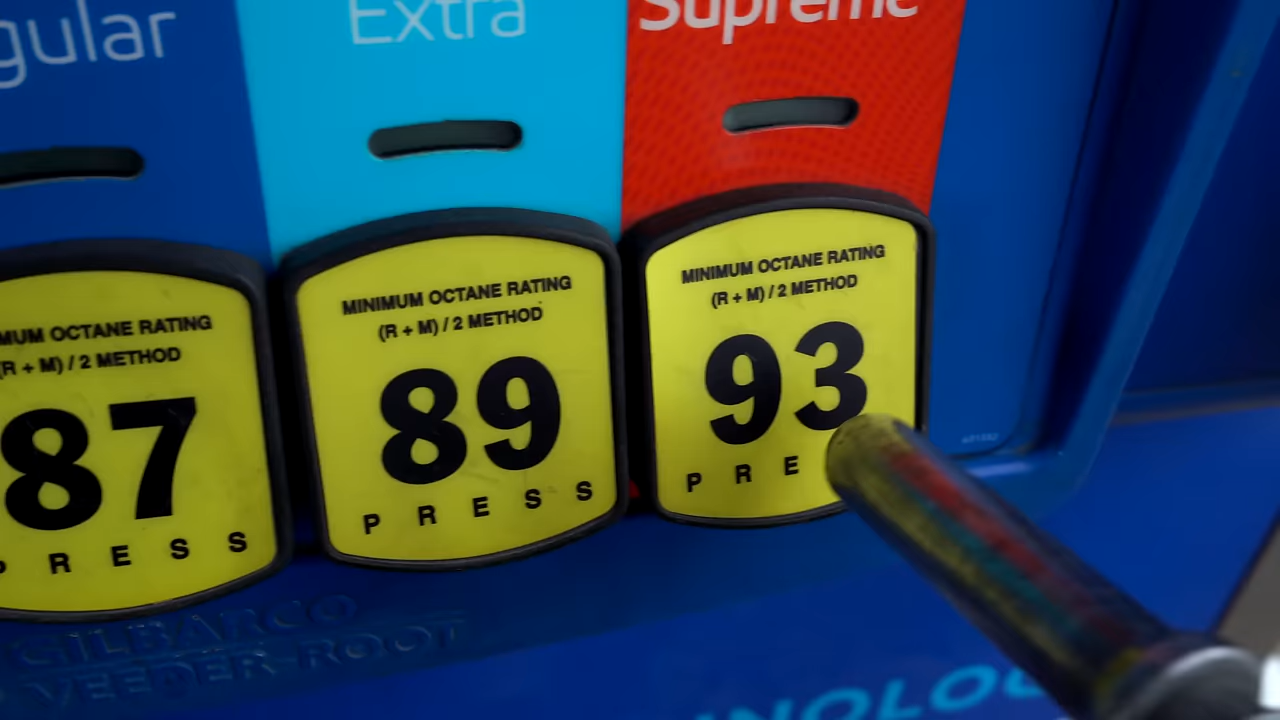 gular
Extra
Supreme
MUM OCTANE RATING
(R + M) / 2 METHOD
87
PRESS
MINIMUM OCTANE RATING
(R + M) / 2 METHOD
89
PRESS
MINIMUM OCTANE RATING
(R + M) / 2 METHOD
93
PRE
GILBARCO
VEEDER-ROOT
NOLO